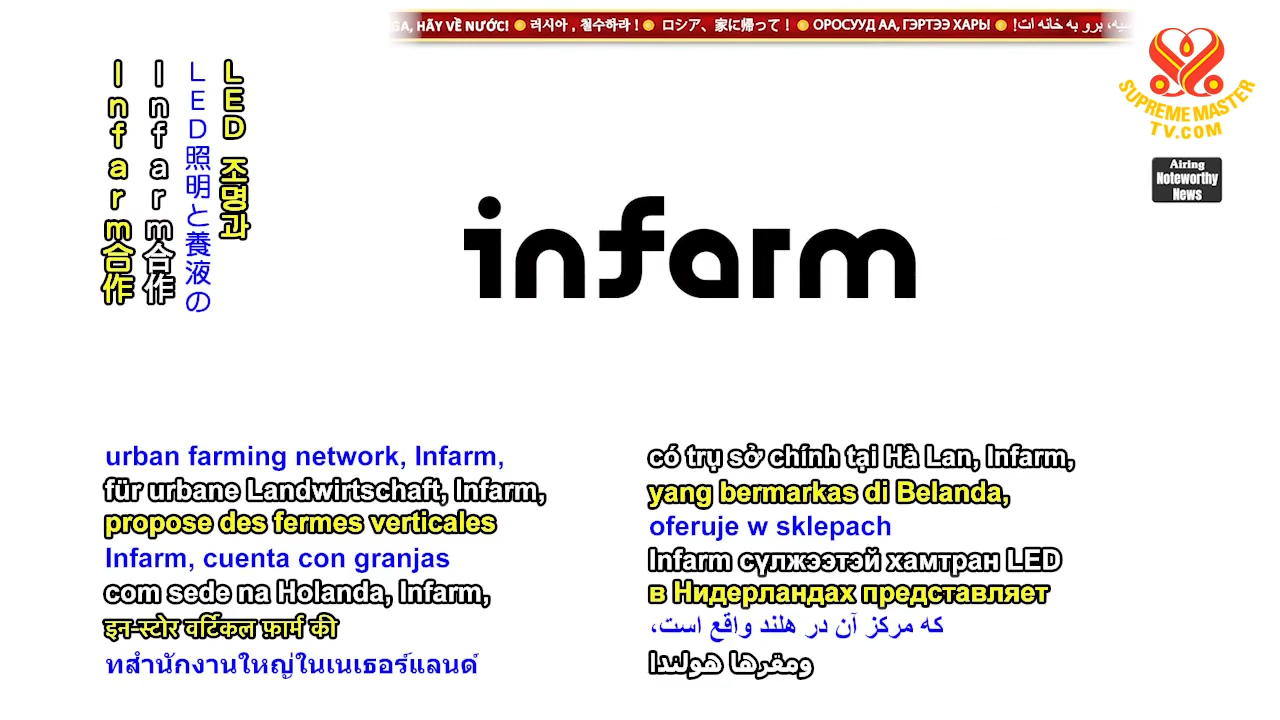 GA, HÃY VỀ NƯỚC! 러시아, 철수하라! ロシア、家に帰って! ОРОСУУД АА, ГЭРТЭЭ ХАРЬ! سیه، برو به خانه ات!
SUPREME MASTER
TV.COM
Airing
Noteworthy
News
Infarm合作
Infarm合作
LED照明と養液の
LED 조명과
infarm
urban farming network, Infarm,
für urbane Landwirtschaft, Infarm,
propose des fermes verticales
Infarm, cuenta con granjas
com sede na Holanda, Infarm,
इन-स्टोर वर्टिकल फ़ार्म की
ทสำนักงานใหญ่ในเนเธอร์แลนด์
có trụ sở chính tại Hà Lan, Infarm,
yang bermarkas di Belanda,
oferuje w sklepach
Infarm сүлжээтэй хамтран LED
в Нидерландах представляет
که مرکز آن در هلند واقع است،
ومقرها هولندا